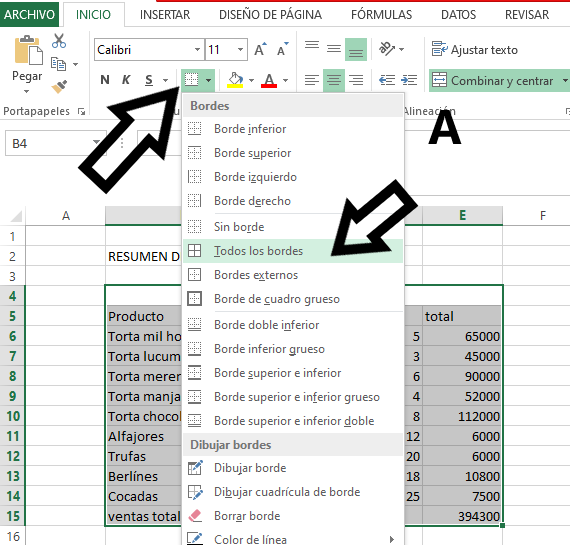 ARCHIVO INICIO INSERTAR DISEÑO DE PÁGINA FÓRMULAS DATOS REVISAR
Pegar
Calibri 11 A A
Ajustar texto
N K S A
Combinar y centrar
Portapapeles
Alineación
A
B4
Bordes
Borde inferior
Borde superior
Borde izquierdo
Borde derecho
Sin borde
Todos los bordes
Bordes externos
Borde de cuadro grueso
Borde doble inferior
Borde inferior grueso
Borde superior e inferior
Borde superior e inferior grueso
Borde superior e inferior doble
Dibujar bordes
Dibujar borde
Dibujar cuadrícula de borde
Borrar borde
Color de línea
A E F
1
2 RESUMEN D
3
4
5 Producto total
6 Torta mil ho 5 65000
7 Torta lucum 3 45000
8 Torta meren 6 90000
9 Torta manja 4 52000
10 Torta chocol 8 112000
11 Alfajores 12 6000
12 Trufas 20 6000
13 Berlínes 18 10800
14 Cocadas 25 7500
15 ventas total 394300
16